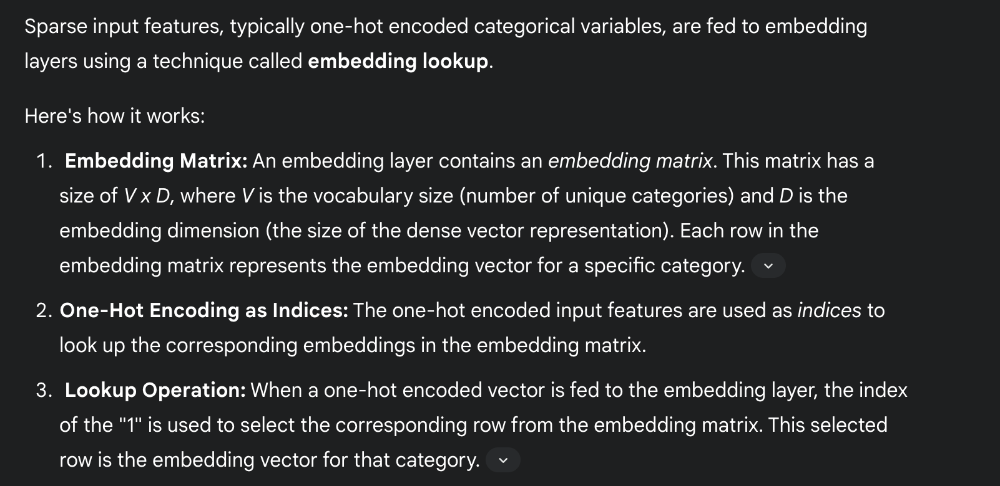 Sparse input features, typically one-hot encoded categorical variables, are fed to embedding
layers using a technique called embedding lookup.
Here's how it works:
1. Embedding Matrix: An embedding layer contains an embedding matrix. This matrix has a
size of V x D, where V is the vocabulary size (number of unique categories) and D is the
embedding dimension (the size of the dense vector representation). Each row in the
embedding matrix represents the embedding vector for a specific category.
2. One-Hot Encoding as Indices: The one-hot encoded input features are used as indices to
look up the corresponding embeddings in the embedding matrix.
3. Lookup Operation: When a one-hot encoded vector is fed to the embedding layer, the index
of the "1" is used to select the corresponding row from the embedding matrix. This selected
row is the embedding vector for that category.